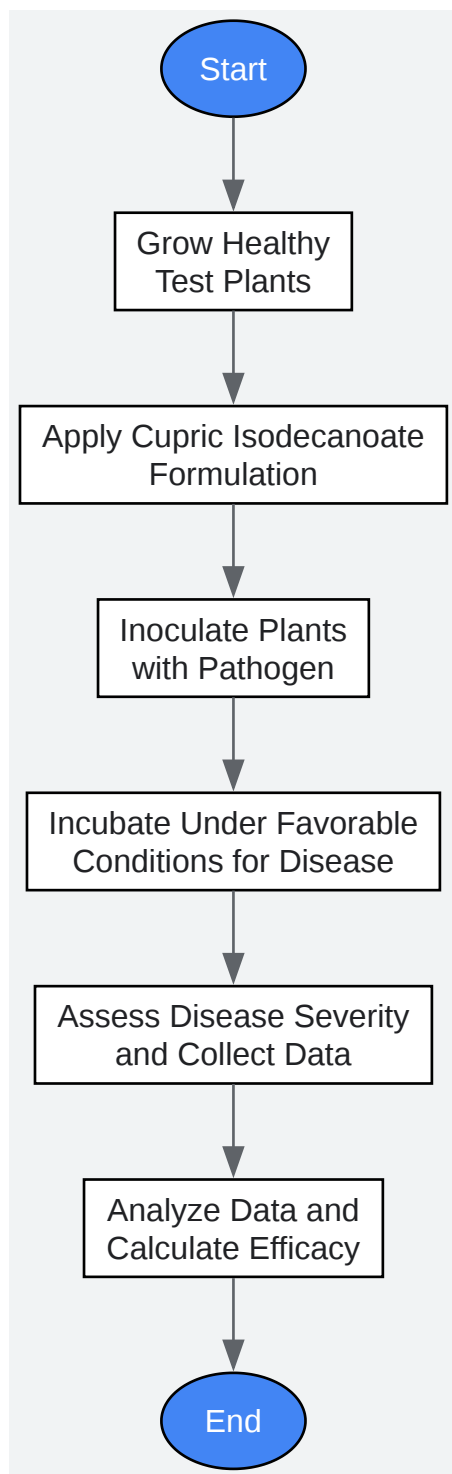 Start
Grow Healthy
Test Plants
Apply Cupric Isodecanoate
Formulation
Inoculate Plants
with Pathogen
Incubate Under Favorable
Conditions for Disease
Assess Disease Severity
and Collect Data
Analyze Data and
Calculate Efficacy
End